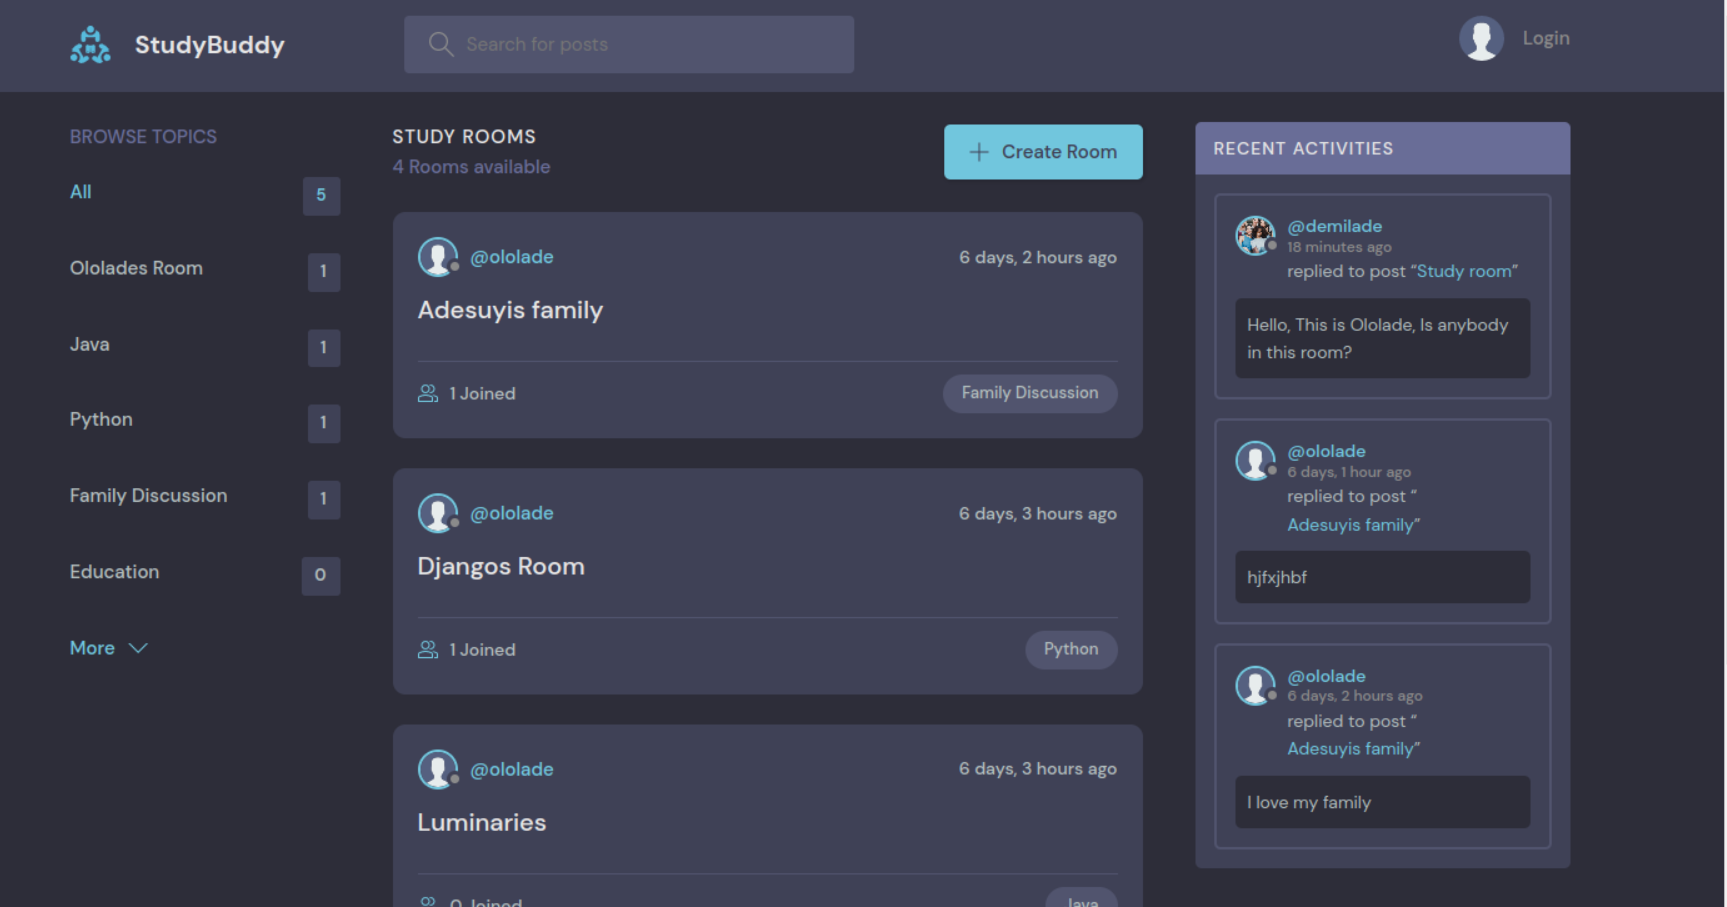 StudyBuddy
Search for posts
Login
BROWSE TOPICS
All
5
Ololades Room
1
Java
1
Python
1
Family Discussion
1
Education
0
More
STUDY ROOMS
4 Rooms available
Create Room
@ololade
6 days, 2 hours ago
Adesuyis family
1 Joined
Family Discussion
@ololade
6 days, 3 hours ago
Djangos Room
1 Joined
Python
@ololade
6 days, 3 hours ago
Luminaries
0 Joined
Java
RECENT ACTIVITIES
@demilade
18 minutes ago
replied to post “Study room”
Hello, This is Ololade, Is anybody
in this room?
@ololade
6 days, 1 hour ago
replied to post “
Adesuyis family”
hjfxjhbf
@ololade
6 days, 2 hours ago
replied to post “
Adesuyis family”
I love my family